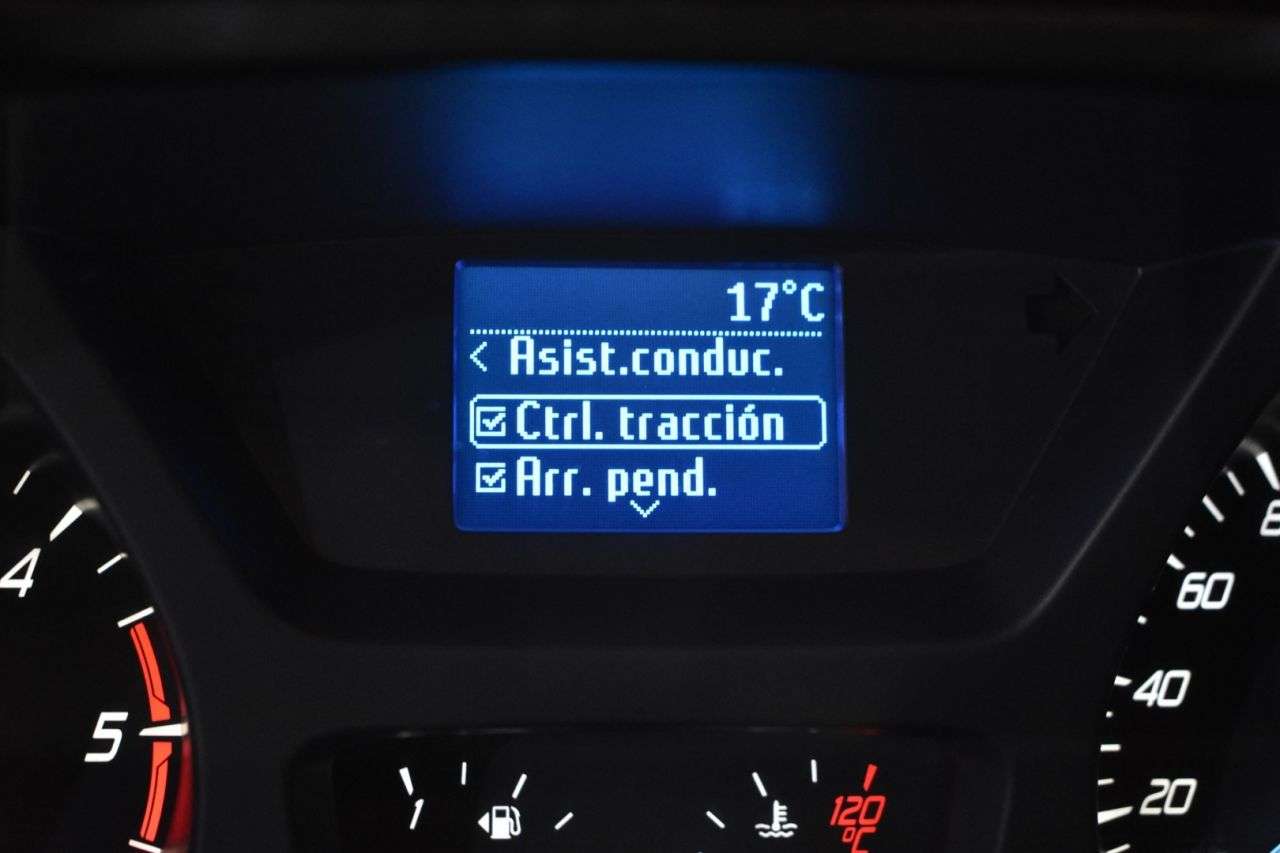 17°C
< Asist.conduc.
Ctrl. tracción
Arr. pend.
4
5
1
120
°C
60
40
20